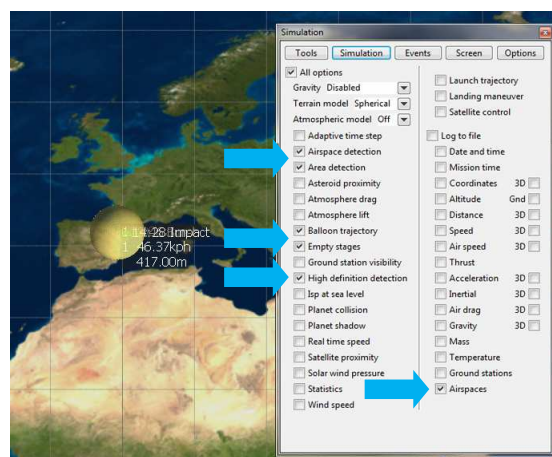 Simulation
Tools Simulation Events Screen Options
All options
Gravity Disabled
Terrain model Spherical
Atmospheric model Off
Adaptive time step
Airspace detection
Area detection
Asteroid proximity
Atmosphere drag
Atmosphere lift
Balloon trajectory
Empty stages
Ground station visibility
High definition detection
Isp at sea level
Planet collision
Planet shadow
Real time speed
Satellite proximity
Solar wind pressure
Statistics
Wind speed
Launch trajectory
Landing maneuver
Satellite control
Log to file
Date and time
Mission time
Coordinates 3D
Altitude Gnd
Distance 3D
Speed 3D
Air speed 3D
Thrust
Acceleration 3D
Inertial 3D
Air drag 3D
Gravity 3D
Mass
Temperature
Ground stations
Airspaces
Impact
46.37kph
417.00m